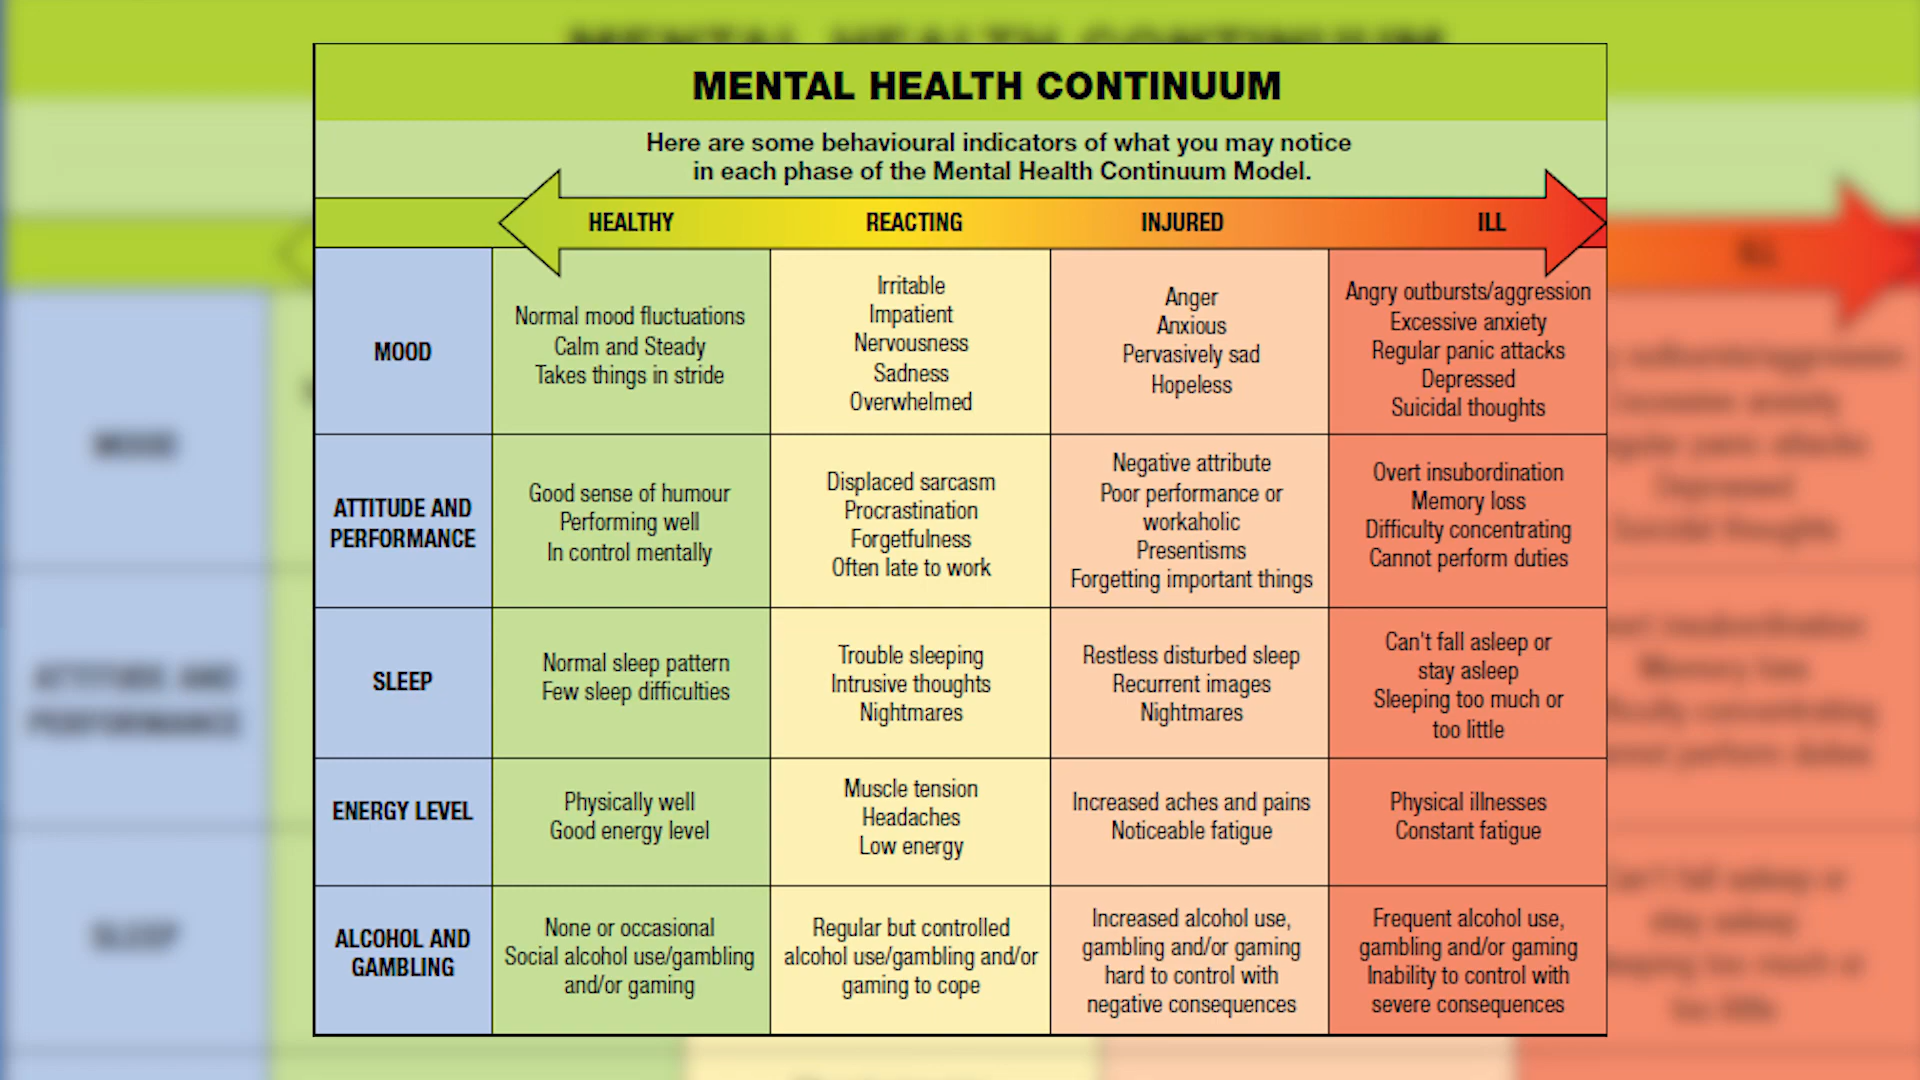 MENTAL HEALTH CONTINUUM
Here are some behavioural indicators of what you may notice
in each phase of the Mental Health Continuum Model.
HEALTHY
REACTING
INJURED
ILL
MOOD
Normal mood fluctuations
Calm and Steady
Takes things in stride
Irritable
Impatient
Nervousness
Sadness
Overwhelmed
Anger
Anxious
Pervasively sad
Hopeless
Angry outbursts/aggression
Excessive anxiety
Regular panic attacks
Depressed
Suicidal thoughts
ATTITUDE AND
PERFORMANCE
Good sense of humour
Performing well
In control mentally
Displaced sarcasm
Procrastination
Forgetfulness
Often late to work
Negative attribute
Poor performance or
workaholic
Presentisms
Forgetting important things
Overt insubordination
Memory loss
Difficulty concentrating
Cannot perform duties
SLEEP
Normal sleep pattern
Few sleep difficulties
Trouble sleeping
Intrusive thoughts
Nightmares
Restless disturbed sleep
Recurrent images
Nightmares
Can't fall asleep or
stay asleep
Sleeping too much or
too little
ENERGY LEVEL
Physically well
Good energy level
Muscle tension
Headaches
Low energy
Increased aches and pains
Noticeable fatigue
Physical illnesses
Constant fatigue
ALCOHOL AND
GAMBLING
None or occasional
Social alcohol use/gambling
and/or gaming
Regular but controlled
alcohol use/gambling and/or
gaming to cope
Increased alcohol use,
gambling and/or gaming
hard to control with
negative consequences
Frequent alcohol use,
gambling and/or gaming
Inability to control with
severe consequences